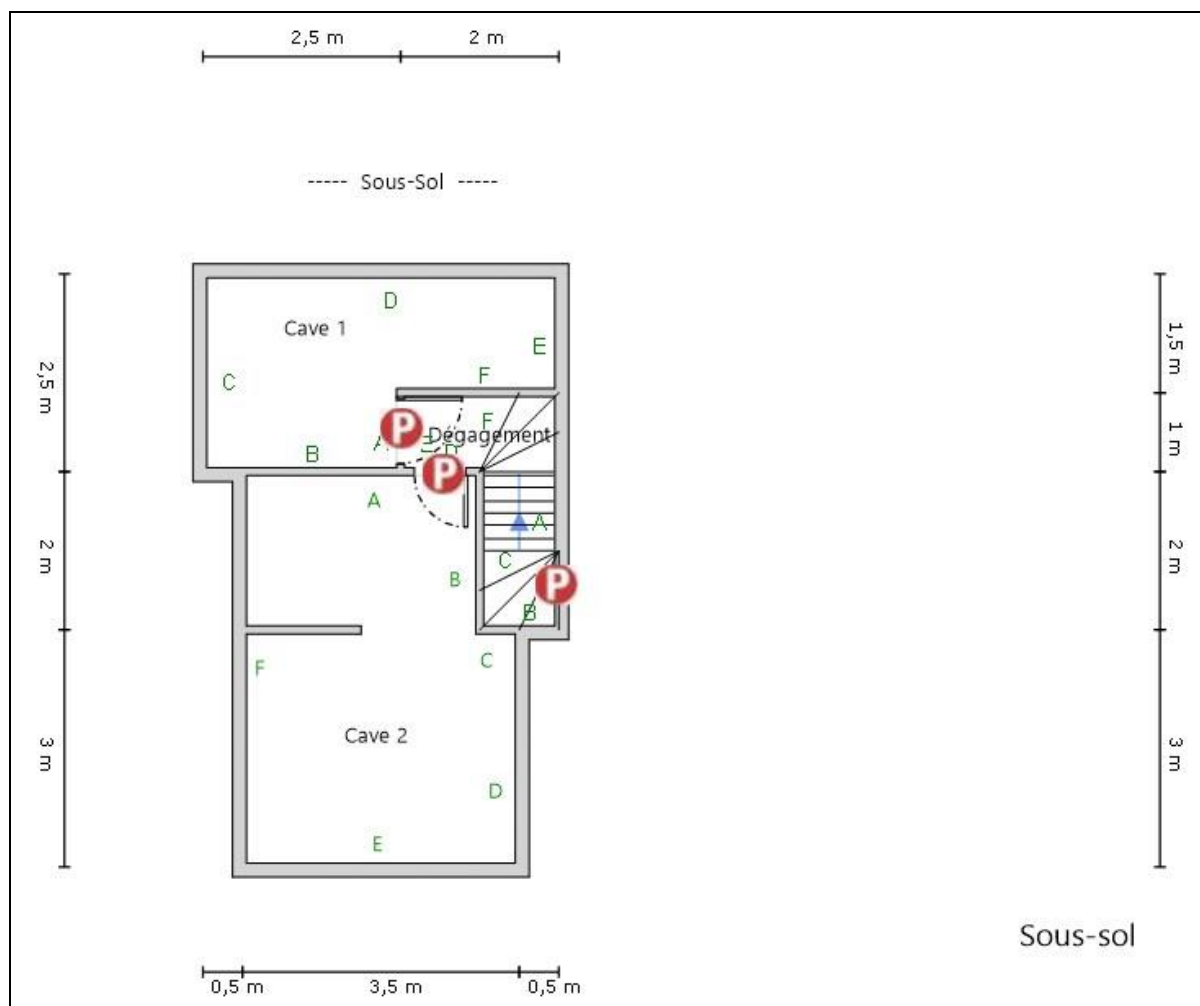 2,5 m 2 m
----- Sous-Sol -----
D
Cave 1
E
1,5 m
2,5 m
C
F
F
P
Dégagement
1 m
B
P
A
A
C
2 m
2 m
B
P
B
C
F
Cave 2
3 m
3 m
D
E
Sous-sol
0,5 m 3,5 m 0,5 m